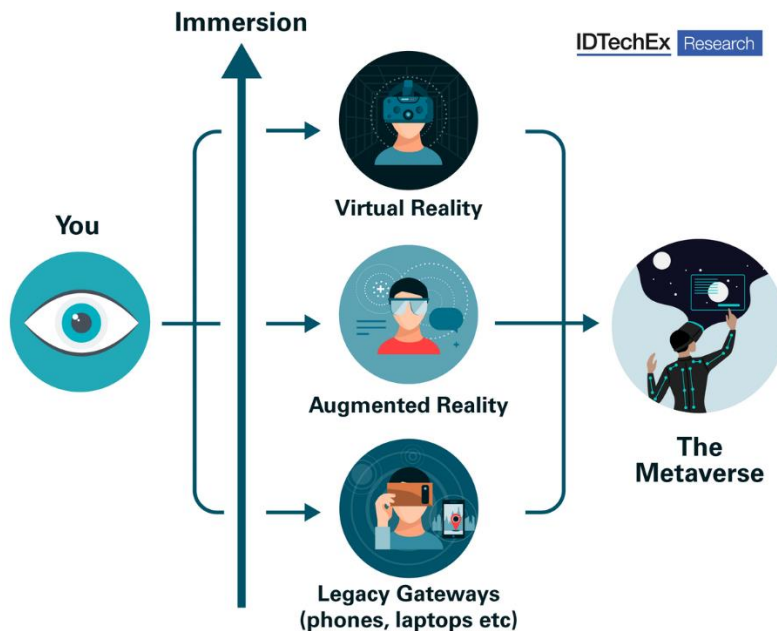 Immersion
IDTechEx Research
Virtual Reality
You
Augmented Reality
The
Metaverse
Legacy Gateways
(phones, laptops etc)